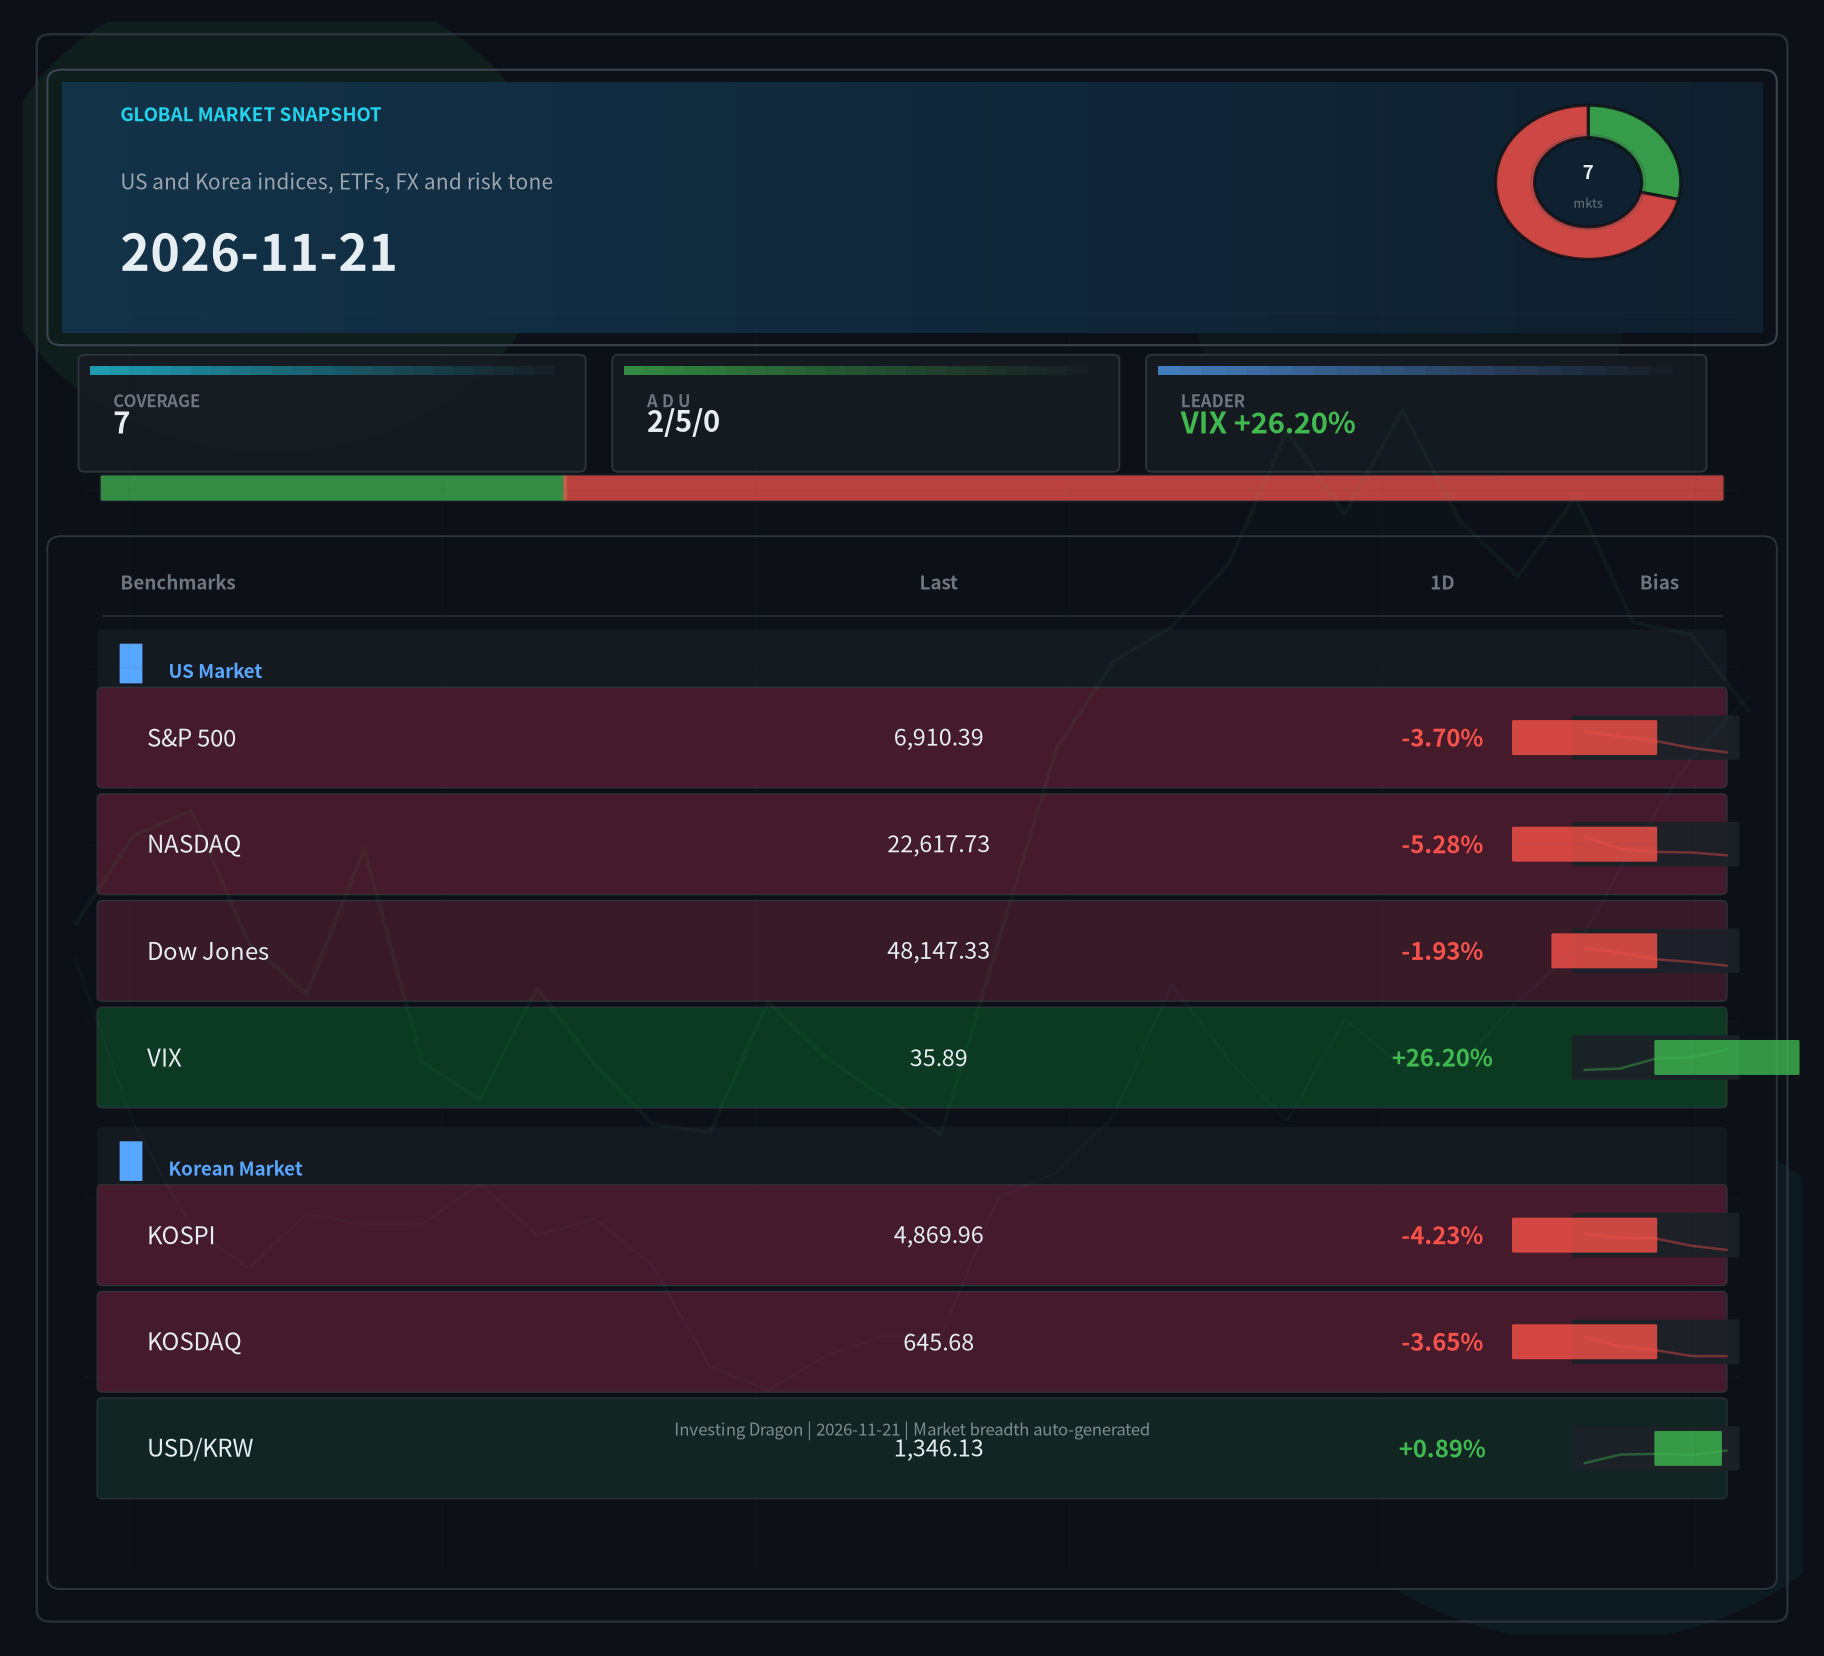 GLOBAL MARKET SNAPSHOT
US and Korea indices, ETFs, FX and risk tone
2026-11-21
7
mkts
COVERAGE
7
A D U
2/5/0
LEADER
VIX +26.20%
Benchmarks Last 1D Bias
US Market
S&P 500 6,910.39 -3.70%
NASDAQ 22,617.73 -5.28%
Dow Jones 48,147.33 -1.93%
VIX 35.89 +26.20%
Korean Market
KOSPI 4,869.96 -4.23%
KOSDAQ 645.68 -3.65%
Investing Dragon | 2026-11-21 | Market breadth auto-generated
USD/KRW 1,346.13 +0.89%